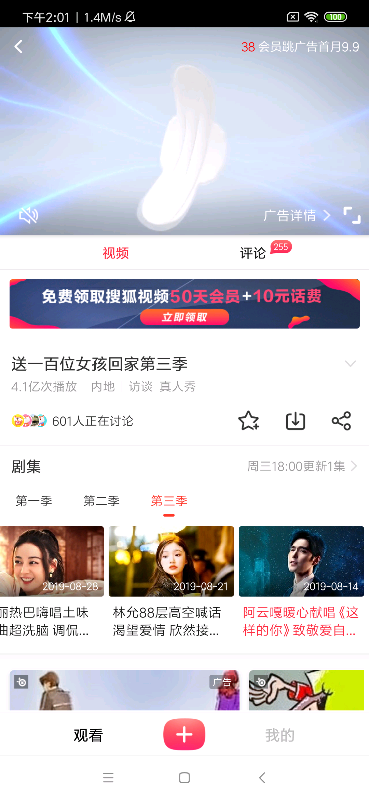 下午2:01 | 1.4M/s
100
38 会员跳广告首月9.9
广告详情
视频
评论
255
免费领取搜狐视频50天会员+10元话费
立即领取
送一百位女孩回家第三季
4.1亿次播放 内地 访谈 真人秀
601人正在讨论
剧集
周三18:00更新1集
第一季 第二季 第三季
2019-08-28
2019-08-21
2019-08-14
丽热巴嗨唱土味
曲超洗脑 调侃...
林允88层高空喊话
渴望爱情 欣然接...
阿云嘎暖心献唱《这
样的你》致敬爱自...
广告
观看
我的